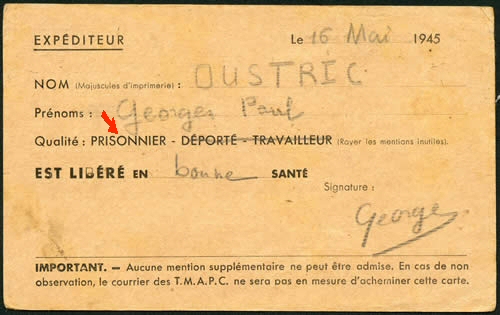 EXPÉDITEUR Le 16 Mai 1945
NOM (Majuscules d'imprimerie) : OUSTRIC
Prénoms : Georges Paul
Qualité : PRISONNIER - DÉPORTÉ - TRAVAILLEUR (Rayer les mentions inutiles).
EST LIBÉRÉ EN bonne SANTÉ
Signature :
George
IMPORTANT. — Aucune mention supplémentaire ne peut être admise. En cas de non
observation, le courrier des T.M.A.P.C. ne sera pas en mesure d'acheminer cette carte.